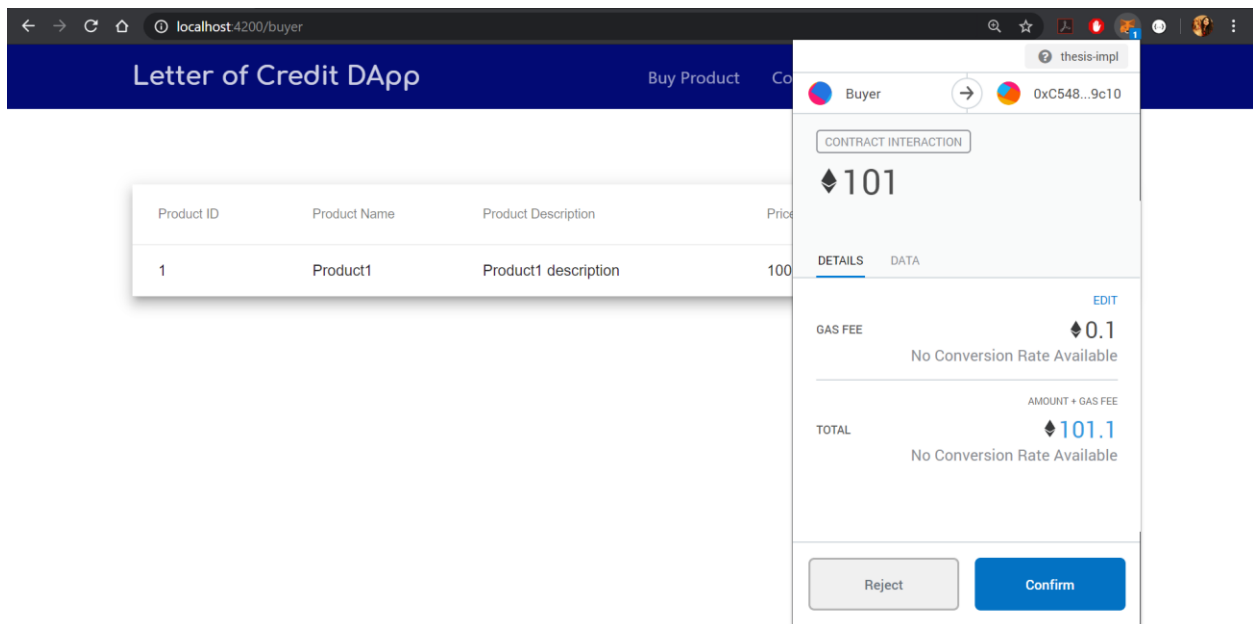 localhost:4200/buyer
thesis-impl
Letter of Credit DApp
Buy Product
Buyer
0xC548...9c10
CONTRACT INTERACTION
101
Product ID Product Name Product Description Price
1 Product1 Product1 description 100
DETAILS DATA
EDIT
GAS FEE 0.1
No Conversion Rate Available
AMOUNT + GAS FEE
TOTAL 101.1
No Conversion Rate Available
Reject Confirm